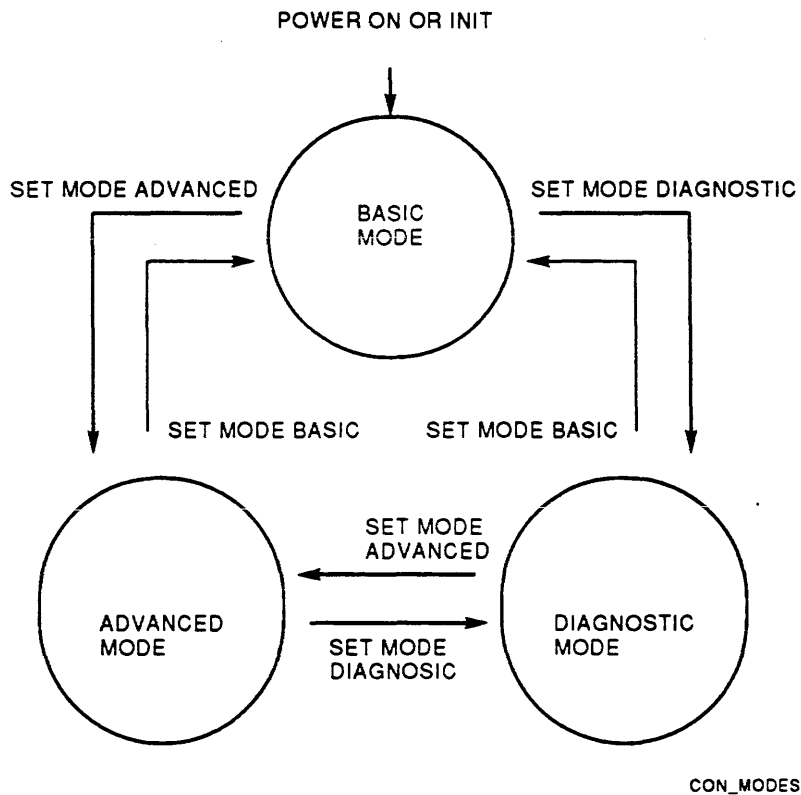 POWER ON OR INIT
SET MODE ADVANCED
SET MODE DIAGNOSTIC
BASIC
MODE
SET MODE BASIC
SET MODE BASIC
SET MODE
ADVANCED
ADVANCED
MODE
DIAGNOSTIC
MODE
SET MODE
DIAGNOSIC
CON_MODES